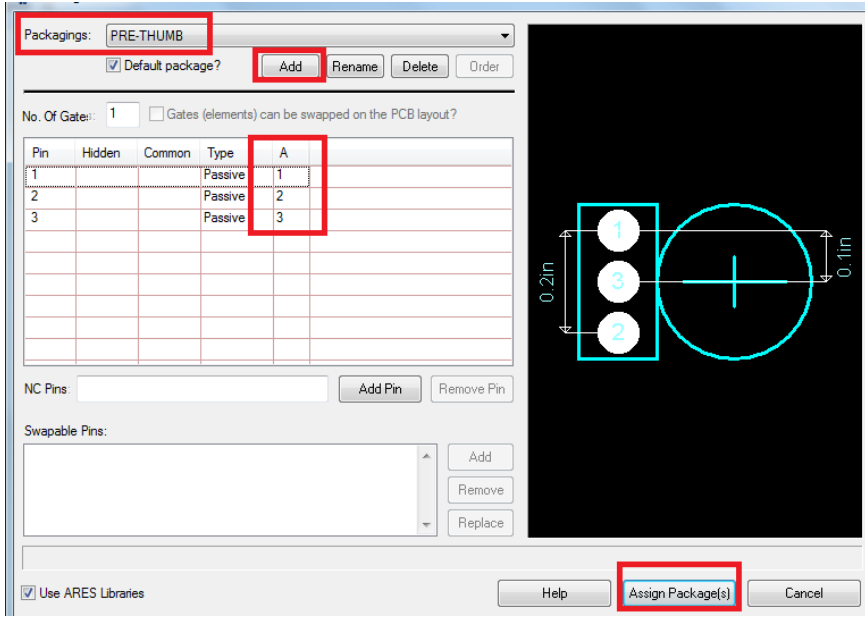 Packagings: PRE-THUMB
Default package? Add Rename Delete Order
No. Of Gates: 1 Gates (elements) can be swapped on the PCB layout?
Pin Hidden Common Type A
1 Passive 1
2 Passive 2
3 Passive 3
NC Pins: Add Pin Remove Pin
Swapable Pins:
Add
Remove
Replace
Use ARES Libraries Help Assign Package(s) Cancel
1
3
2
0.2in
0.1in